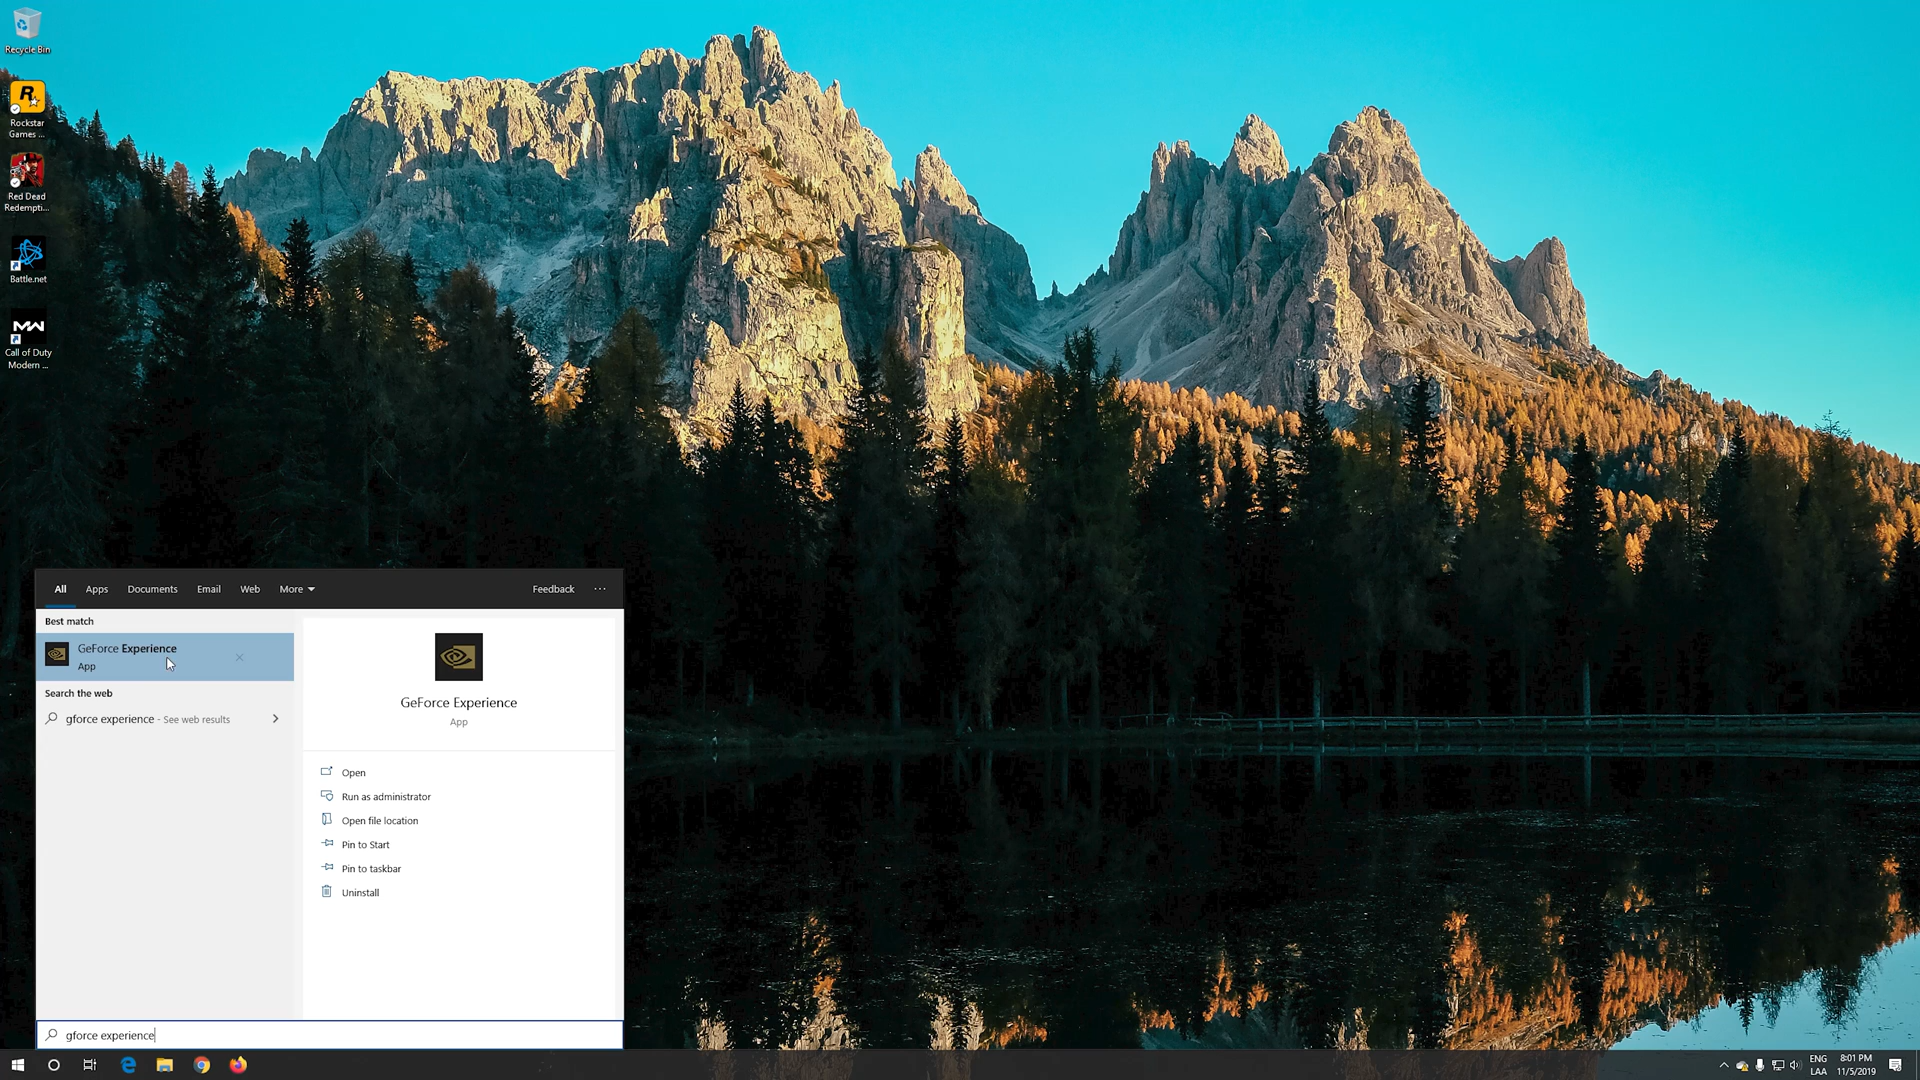 Recycle Bin
Rockstar
Games ...
Red Dead
Redempti...
Battle.net
MW
Call of Duty
Modern ...
All
Apps
Documents
Email
Web
More
Feedback
...
Best match
GeForce Experience
App
Search the web
gforce experience - See web results
GeForce Experience
App
Open
Run as administrator
Open file location
Pin to Start
Pin to taskbar
Uninstall
gforce experience
ENG
LAA
8:01 PM
11/5/2019